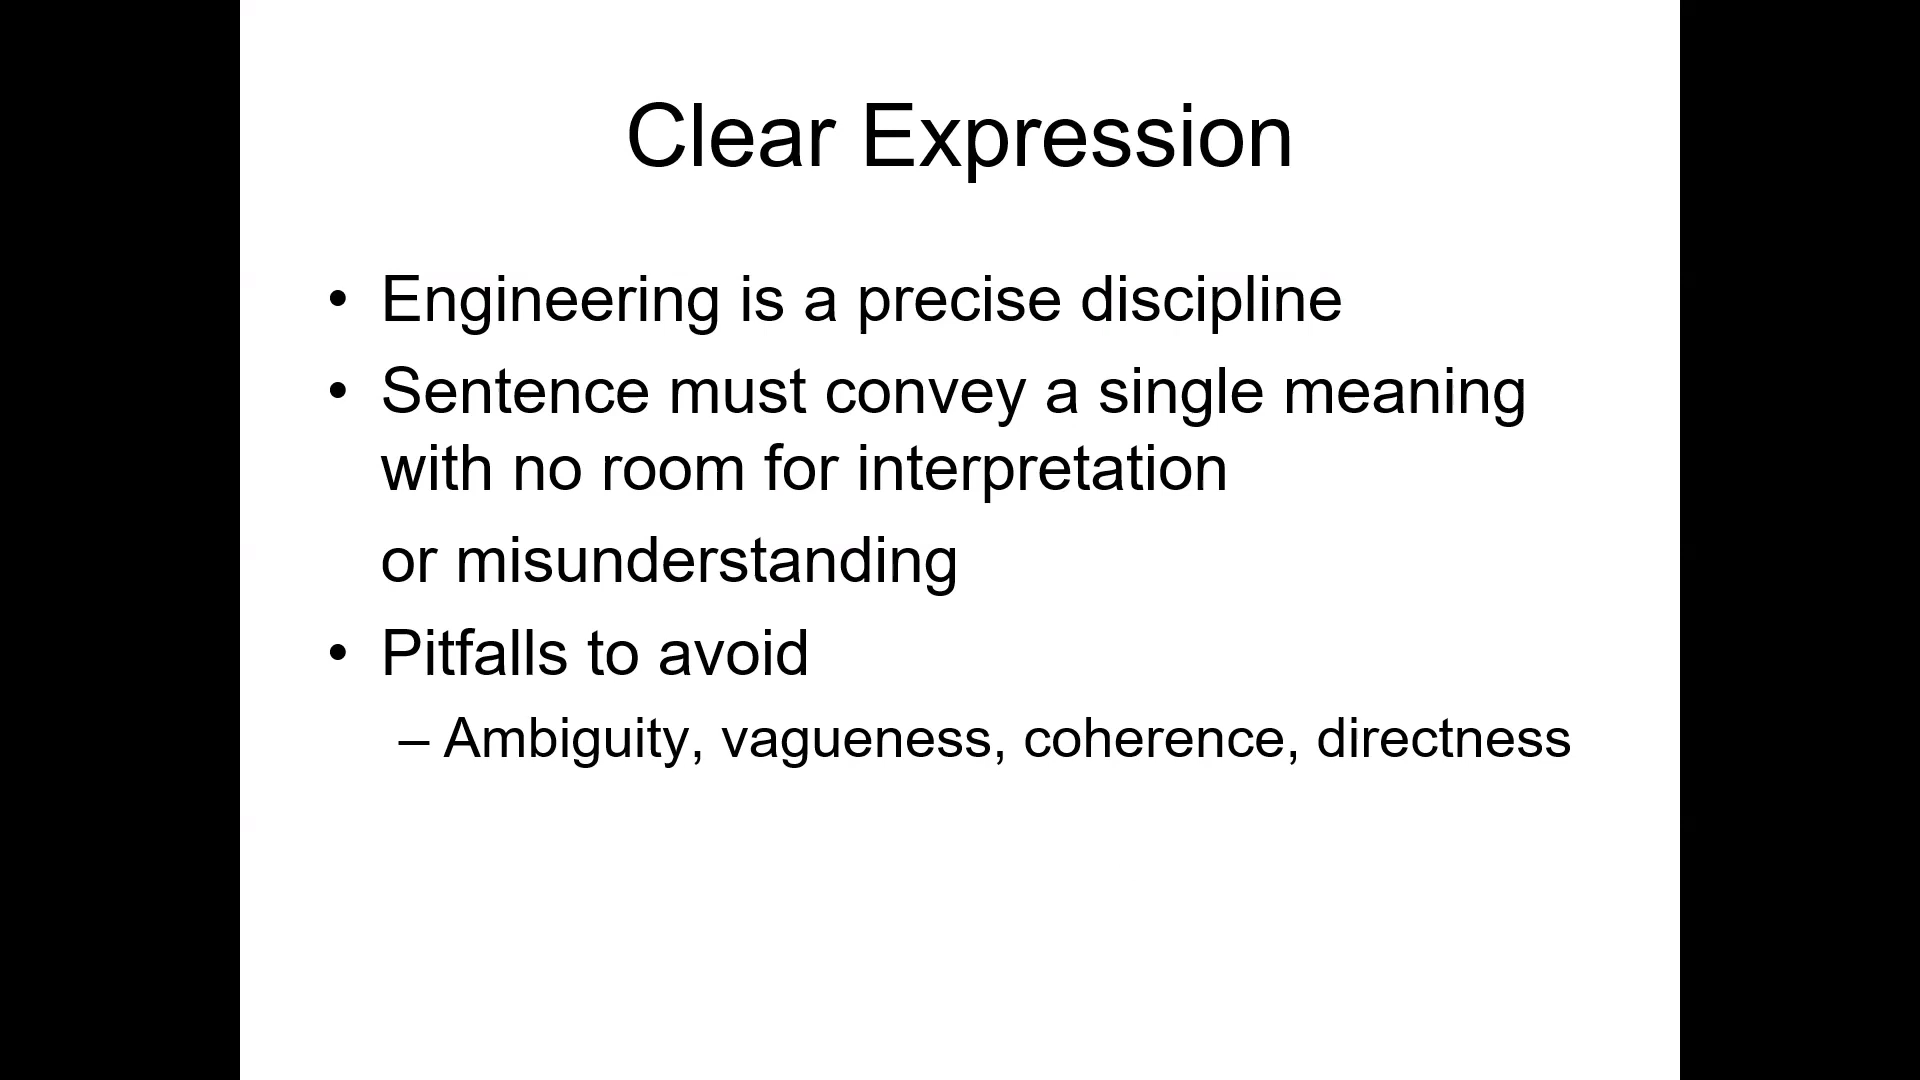 Clear Expression
• Engineering is a precise discipline
• Sentence must convey a single meaning
with no room for interpretation
or misunderstanding
• Pitfalls to avoid
– Ambiguity, vagueness, coherence, directness